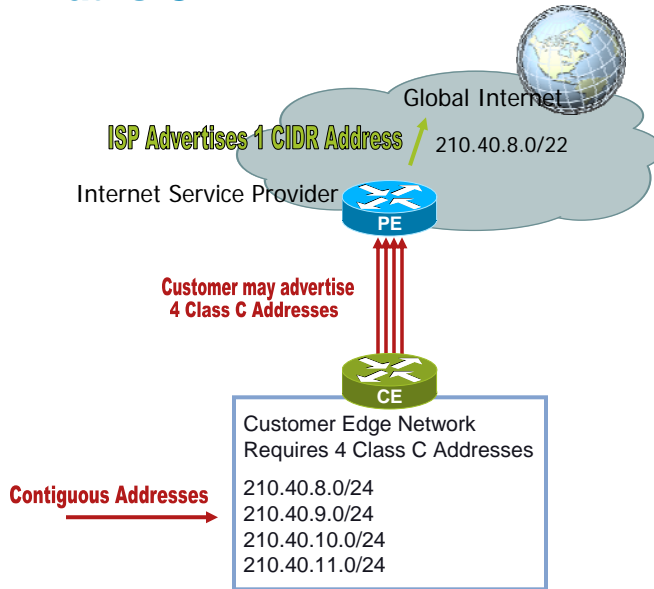 Global Internet
ISP Advertises 1 CIDR Address
210.40.8.0/22
Internet Service Provider
PE
Customer may advertise
4 Class C Addresses
CE
Customer Edge Network
Requires 4 Class C Addresses
Contiguous Addresses
210.40.8.0/24
210.40.9.0/24
210.40.10.0/24
210.40.11.0/24